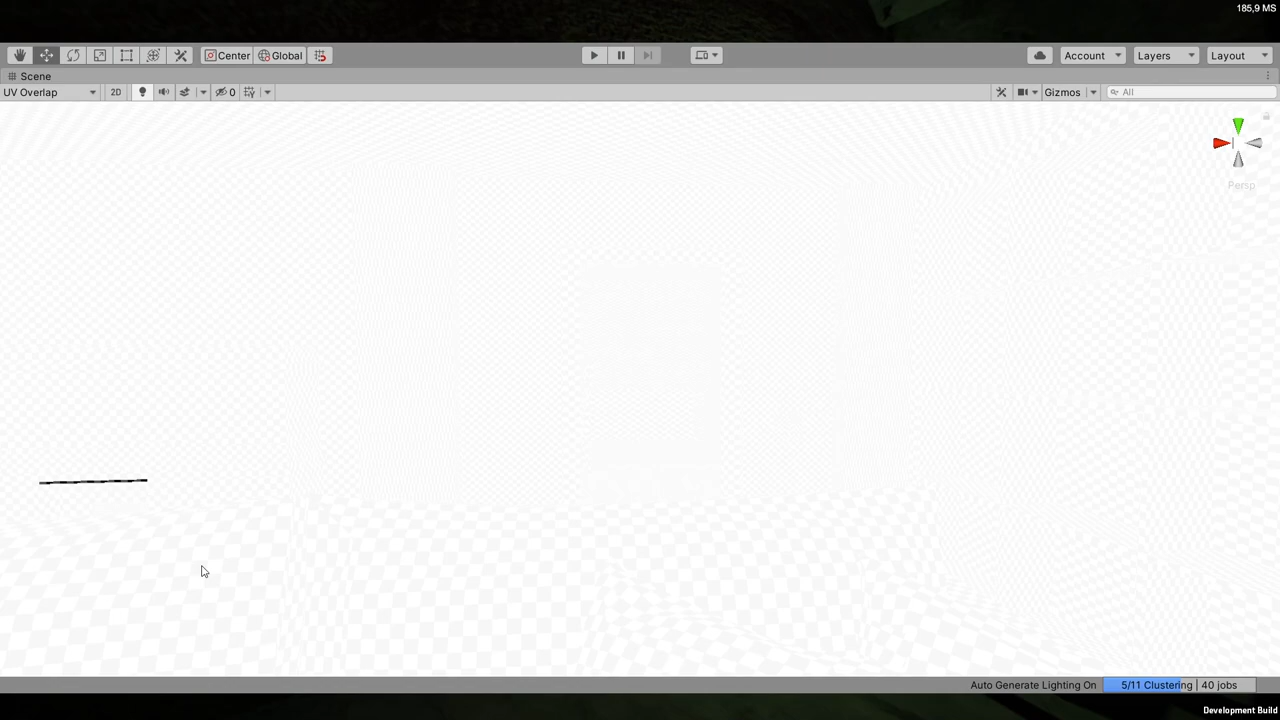 185,9 MS
Center Global Account Layers Layout
Scene
UV Overlap 2D 0 Gizmos All
Persp
Auto Generate Lighting On 5/11 Clustering | 40 jobs
Development Build